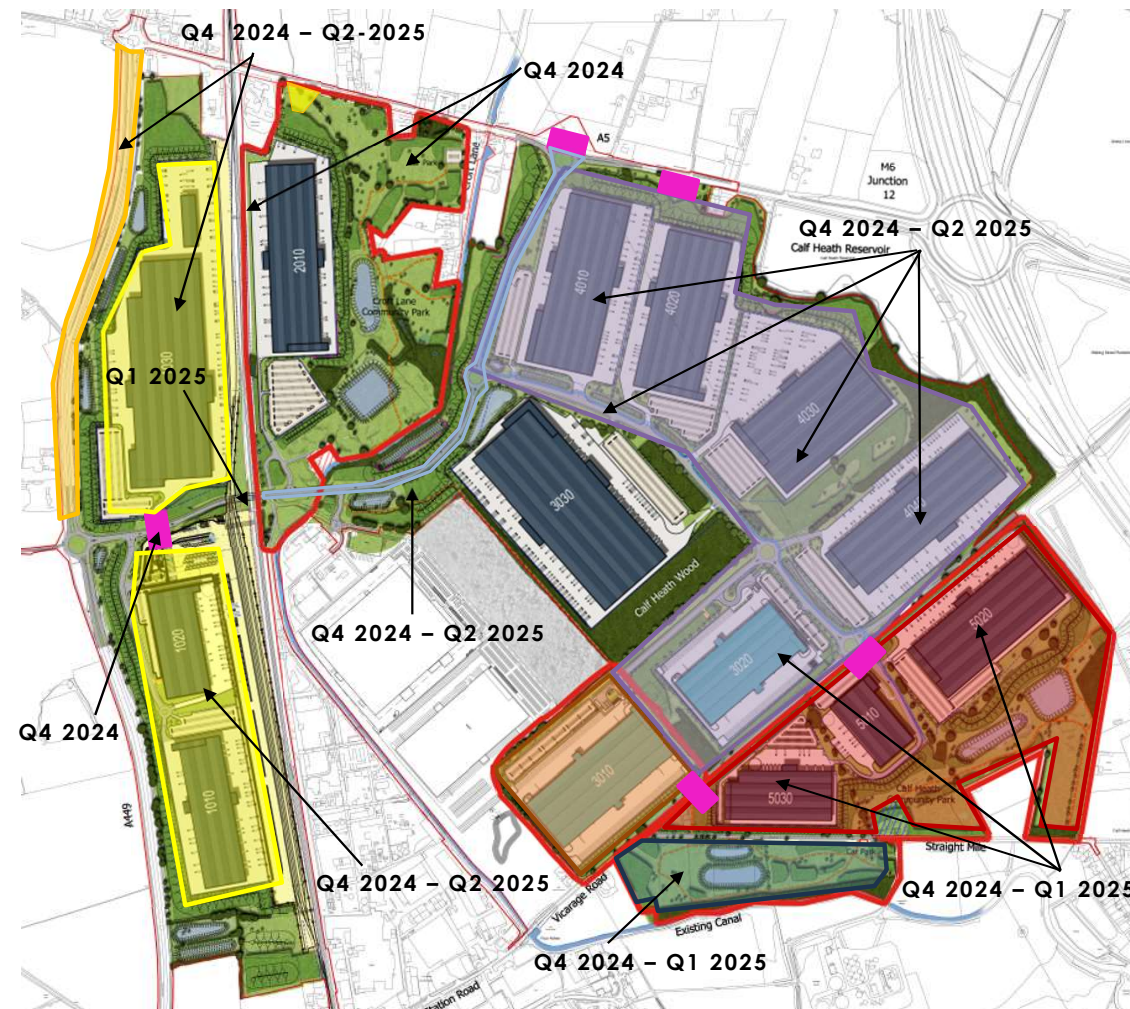 Q4 2024 – Q2-2025
Q4 2024
A5
M6
Junction
12
Croft Lane
Park
Q4 2024 – Q2 2025
Calf Heath Reservoir
2010
4010
4020
Croft Lane
Community Park
Q1 2025
4030
3030
Calf Heath Wood
Q4 2024 – Q2 2025
1020
3020
5020
5010
Q4 2024
3010
5030
Calf Heath
1010
A449
Straight Mile
Q4 2024 – Q2 2025
Vicarage Road
Q4 2024 – Q1 2025
Existing Canal
Q4 2024 – Q1 2025
Station Road